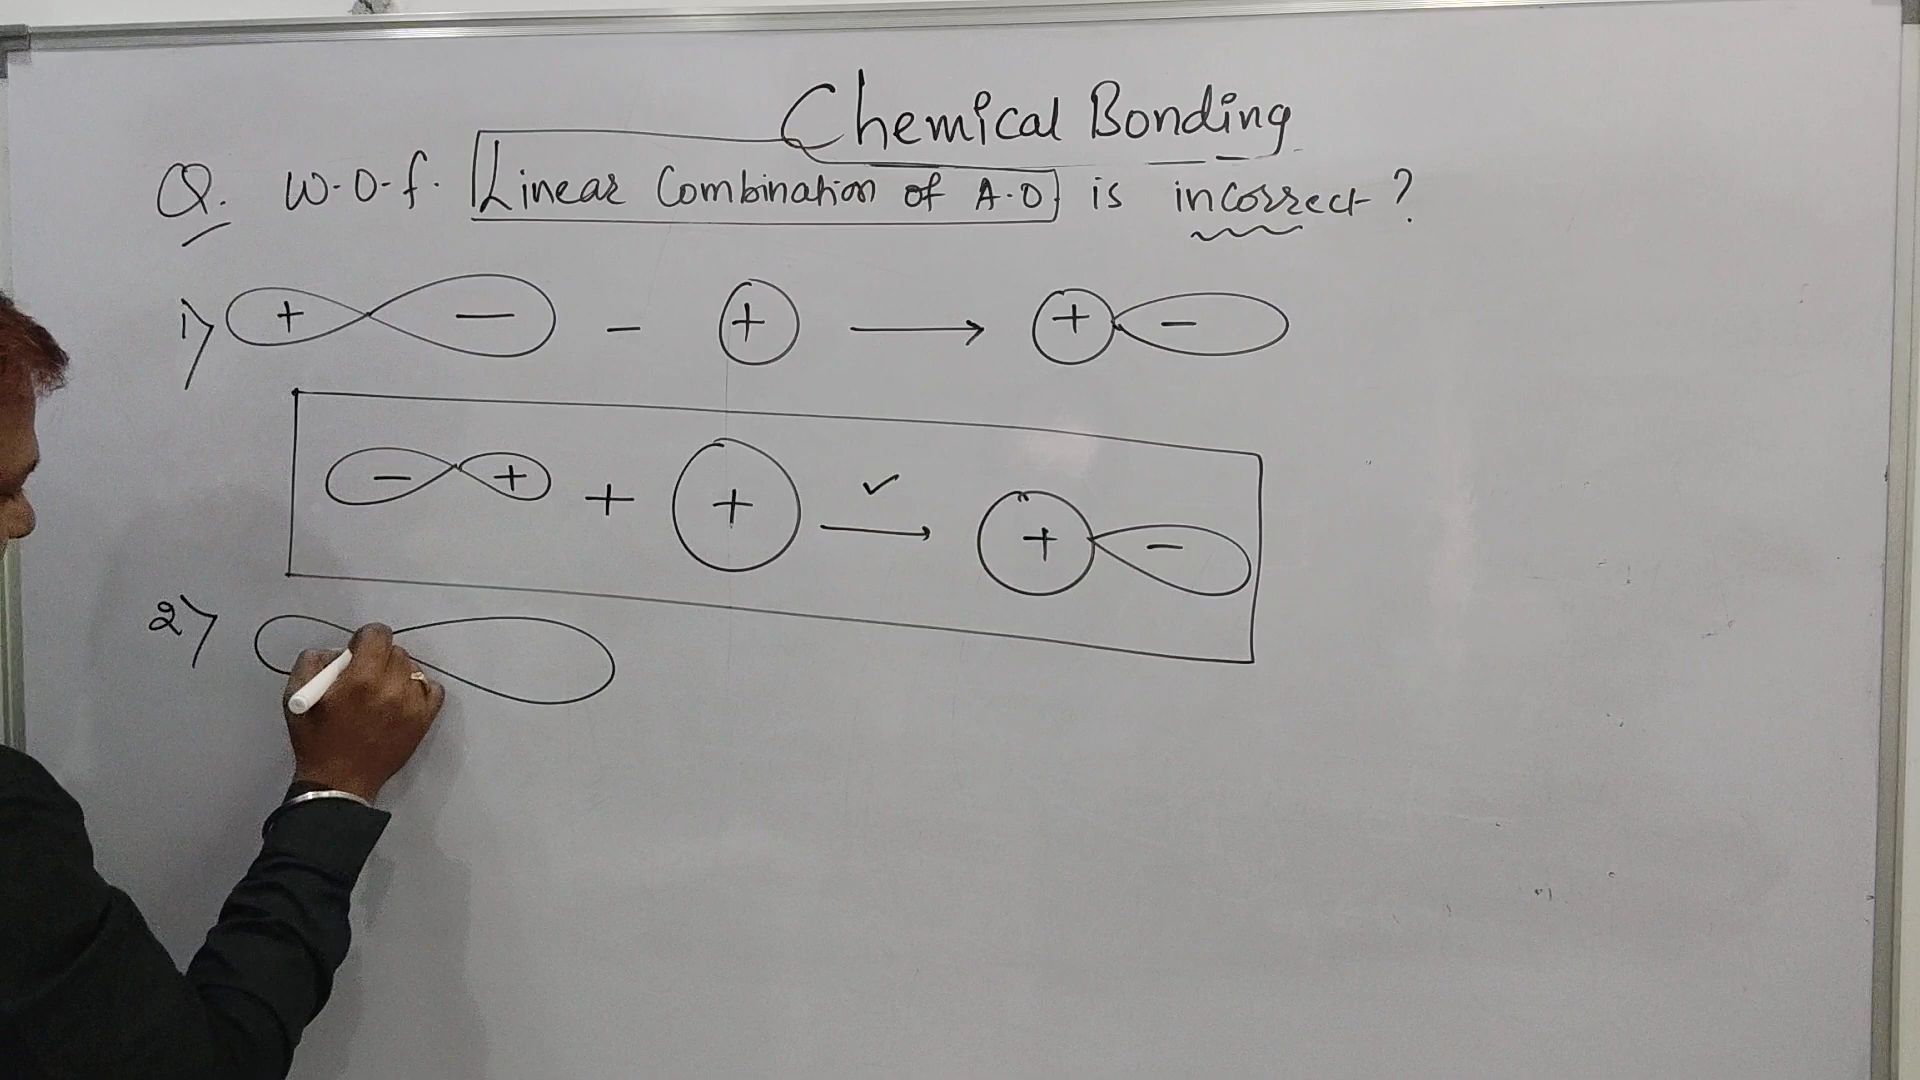 Chemical Bonding
Q. W.O.f. Linear Combination of A.O is incorrect ?
1) + − − + → + −
− + + + ✓ → + −
2)